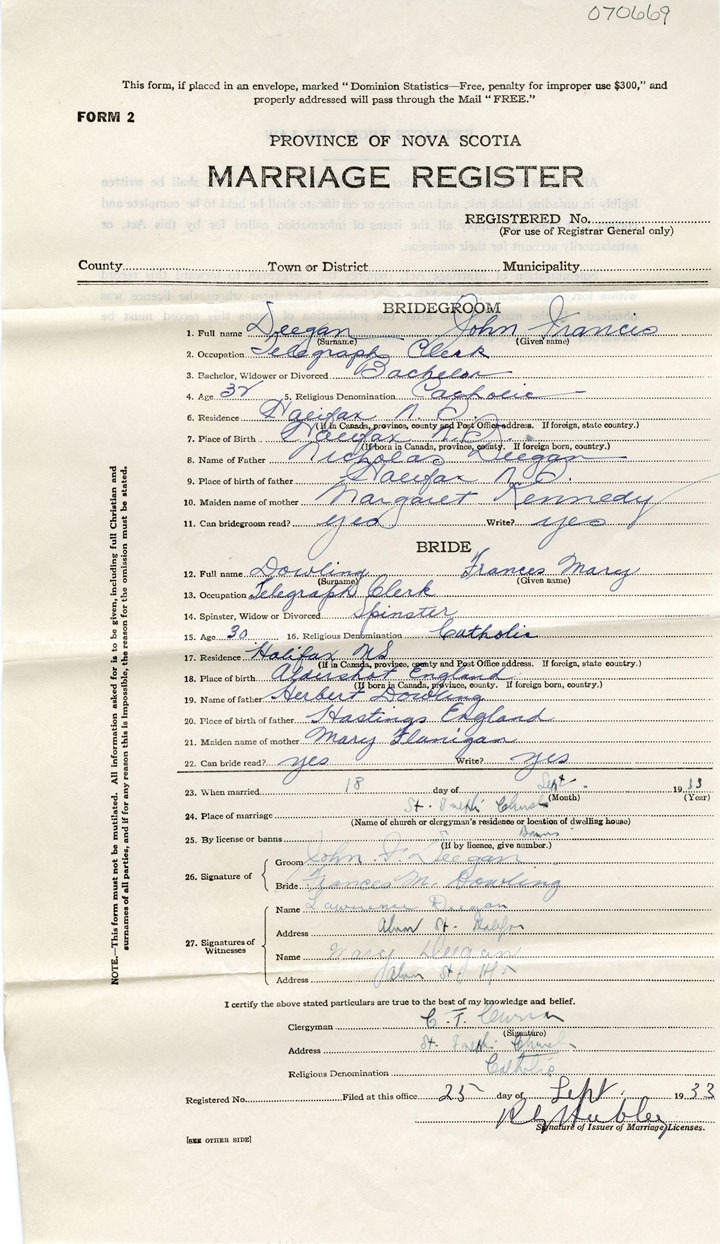 070669
This form, if placed in an envelope, marked "Dominion Statistics—Free, penalty for improper use $300," and
properly addressed will pass through the Mail "FREE."
FORM 2
PROVINCE OF NOVA SCOTIA
MARRIAGE REGISTER
REGISTERED No.
(For use of Registrar General only)
County Town or District Municipality
BRIDEGROOM
1. Full name Deegan John Francis
(Surname) (Given name)
2. Occupation Telegraph Clerk
3. Bachelor, Widower or Divorced Bachelor
4. Age 32 5. Religious Denomination Catholic
6. Residence Halifax N.S.
(If in Canada, province, county and Post Office address. If foreign, state country.)
7. Place of Birth Halifax N.S.
(If born in Canada, province, county. If foreign born, country.)
8. Name of Father Nicholas Deegan
9. Place of birth of father Halifax N.S.
10. Maiden name of mother Margaret Kennedy
11. Can bridegroom read? yes Write? yes
BRIDE
12. Full name Dowling Frances Mary
(Surname) (Given name)
13. Occupation Telegraph Clerk
14. Spinster, Widow or Divorced Spinster
15. Age 30 16. Religious Denomination Catholic
17. Residence Halifax NS
(If in Canada, province, county and Post Office address. If foreign, state country.)
18. Place of birth Aldershot England
(If born in Canada, province, county. If foreign born, country.)
19. Name of father Herbert Dowling
20. Place of birth of father Hastings England
21. Maiden name of mother Mary Flanigan
22. Can bride read? yes Write? yes
23. When married 18 day of Sept 1933
(Month) (Year)
24. Place of marriage St. Joseph's Church
(Name of church or clergyman's residence or location of dwelling house)
25. By license or banns Banns
(If by licence, give number.)
26. Signature of
Groom John F. Deegan
Bride Frances M. Dowling
27. Signatures of Witnesses
Name Lawrence Deegan
Address St. Halifax
Name Mary Deegan
Address St Hfx
I certify the above stated particulars are true to the best of my knowledge and belief.
Clergyman C. F. Curran
(Signature)
Address St. Joseph's Church
Religious Denomination Catholic
Registered No. Filed at this office 25 day of Sept. 1933
Hubley
Signature of Issuer of Marriage Licenses.
[SEE OTHER SIDE]
NOTE.—This form must not be mutilated. All information asked for is to be given, including full Christian and
surnames of all parties, and if for any reason this is impossible, the reason for the omission must be stated.